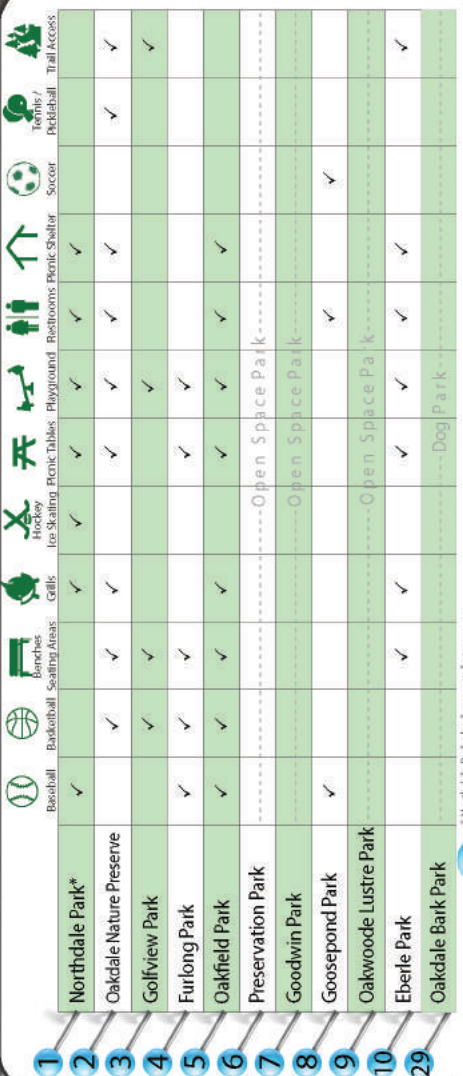 Baseball
Basketball
Benches
Seating Areas
Grills
Hockey
Ice Skating
Picnic Tables
Playground
Restrooms
Picnic Shelter
Soccer
Tennis /
Pickleball
Trail Access
1 Northdale Park* ✓ ✓ ✓ ✓ ✓ ✓ ✓
2 Oakdale Nature Preserve ✓ ✓ ✓ ✓ ✓ ✓ ✓ ✓ ✓
3 Golfview Park ✓ ✓ ✓ ✓
4 Furlong Park ✓ ✓ ✓ ✓ ✓
5 Oakfield Park ✓ ✓ ✓ ✓ ✓ ✓ ✓ ✓
6 Preservation Park Open Space Park
7 Goodwin Park Open Space Park
8 Goosepond Park ✓ ✓ ✓
9 Oakwoode Lustre Park Open Space Park
10 Eberle Park ✓ ✓ ✓ ✓ ✓ ✓ ✓
29 Oakdale Bark Park Dog Park